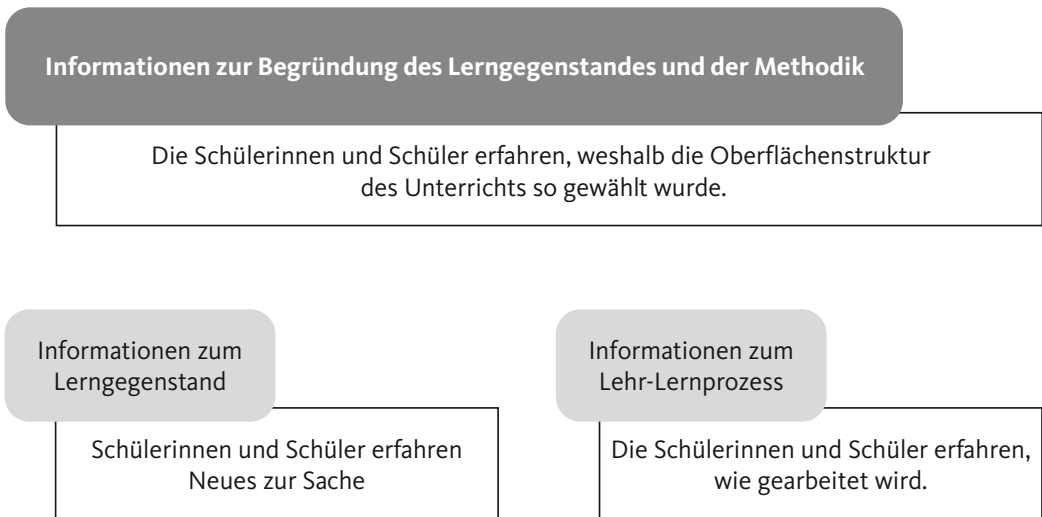 Informationen zur Begründung des Lerngegenstandes und der Methodik
Die Schülerinnen und Schüler erfahren, weshalb die Oberflächenstruktur
des Unterrichts so gewählt wurde.
Informationen zum
Lerngegenstand
Schülerinnen und Schüler erfahren
Neues zur Sache
Informationen zum
Lehr-Lernprozess
Die Schülerinnen und Schüler erfahren,
wie gearbeitet wird.